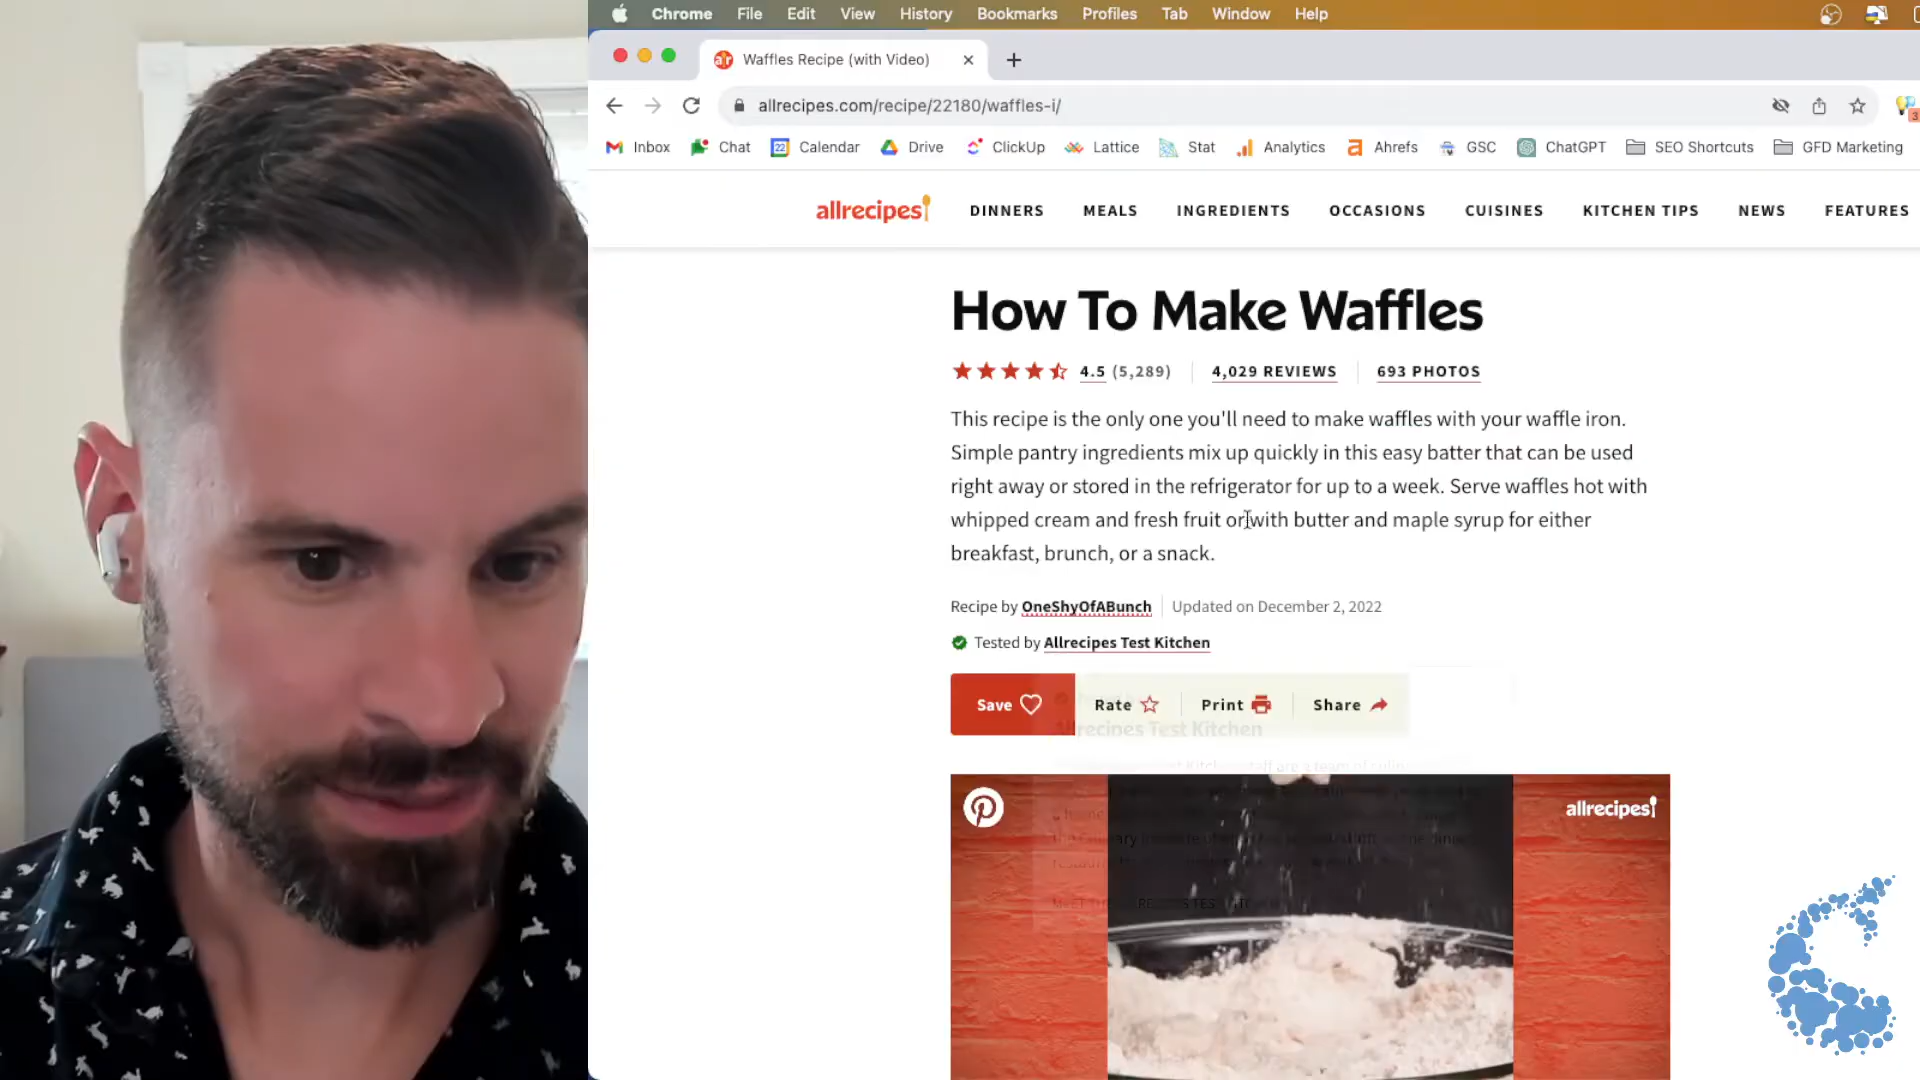 Chrome File Edit View History Bookmarks Profiles Tab Window Help
Waffles Recipe (with Video)
allrecipes.com/recipe/22180/waffles-i/
3
Inbox Chat 22 Calendar Drive ClickUp Lattice Stat Analytics Ahrefs GSC ChatGPT SEO Shortcuts GFD Marketing
allrecipes DINNERS MEALS INGREDIENTS OCCASIONS CUISINES KITCHEN TIPS NEWS FEATURES
How To Make Waffles
4.5 (5,289) 4,029 REVIEWS 693 PHOTOS
This recipe is the only one you'll need to make waffles with your waffle iron.
Simple pantry ingredients mix up quickly in this easy batter that can be used
right away or stored in the refrigerator for up to a week. Serve waffles hot with
whipped cream and fresh fruit or with butter and maple syrup for either
breakfast, brunch, or a snack.
Recipe by OneShyOfABunch Updated on December 2, 2022
Tested by Allrecipes Test Kitchen
Save Rate Print Share
Allrecipes Test Kitchen
allrecipes